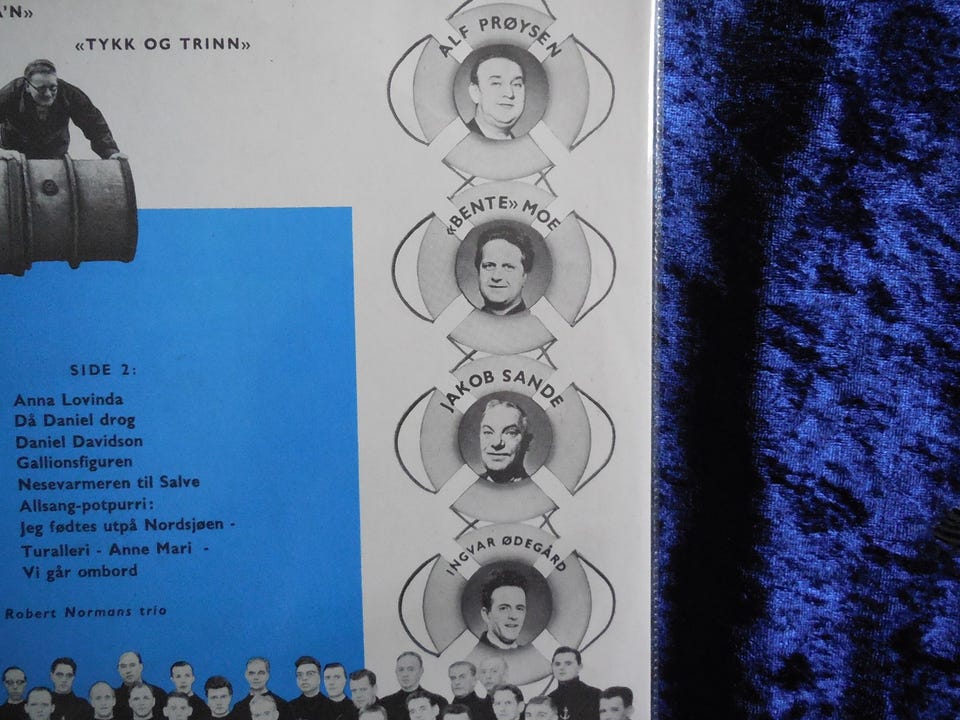 «TYKK OG TRINN»
ALF PRØYSEN
«BENTE» MOE
JAKOB SANDE
INGVAR ØDEGÅRD
SIDE 2:
Anna Lovinda
Då Daniel drog
Daniel Davidson
Gallionsfiguren
Nesevarmeren til Salve
Allsang-potpurri:
Jeg fødtes utpå Nordsjøen -
Turalleri - Anne Mari -
Vi går ombord
Robert Normans trio